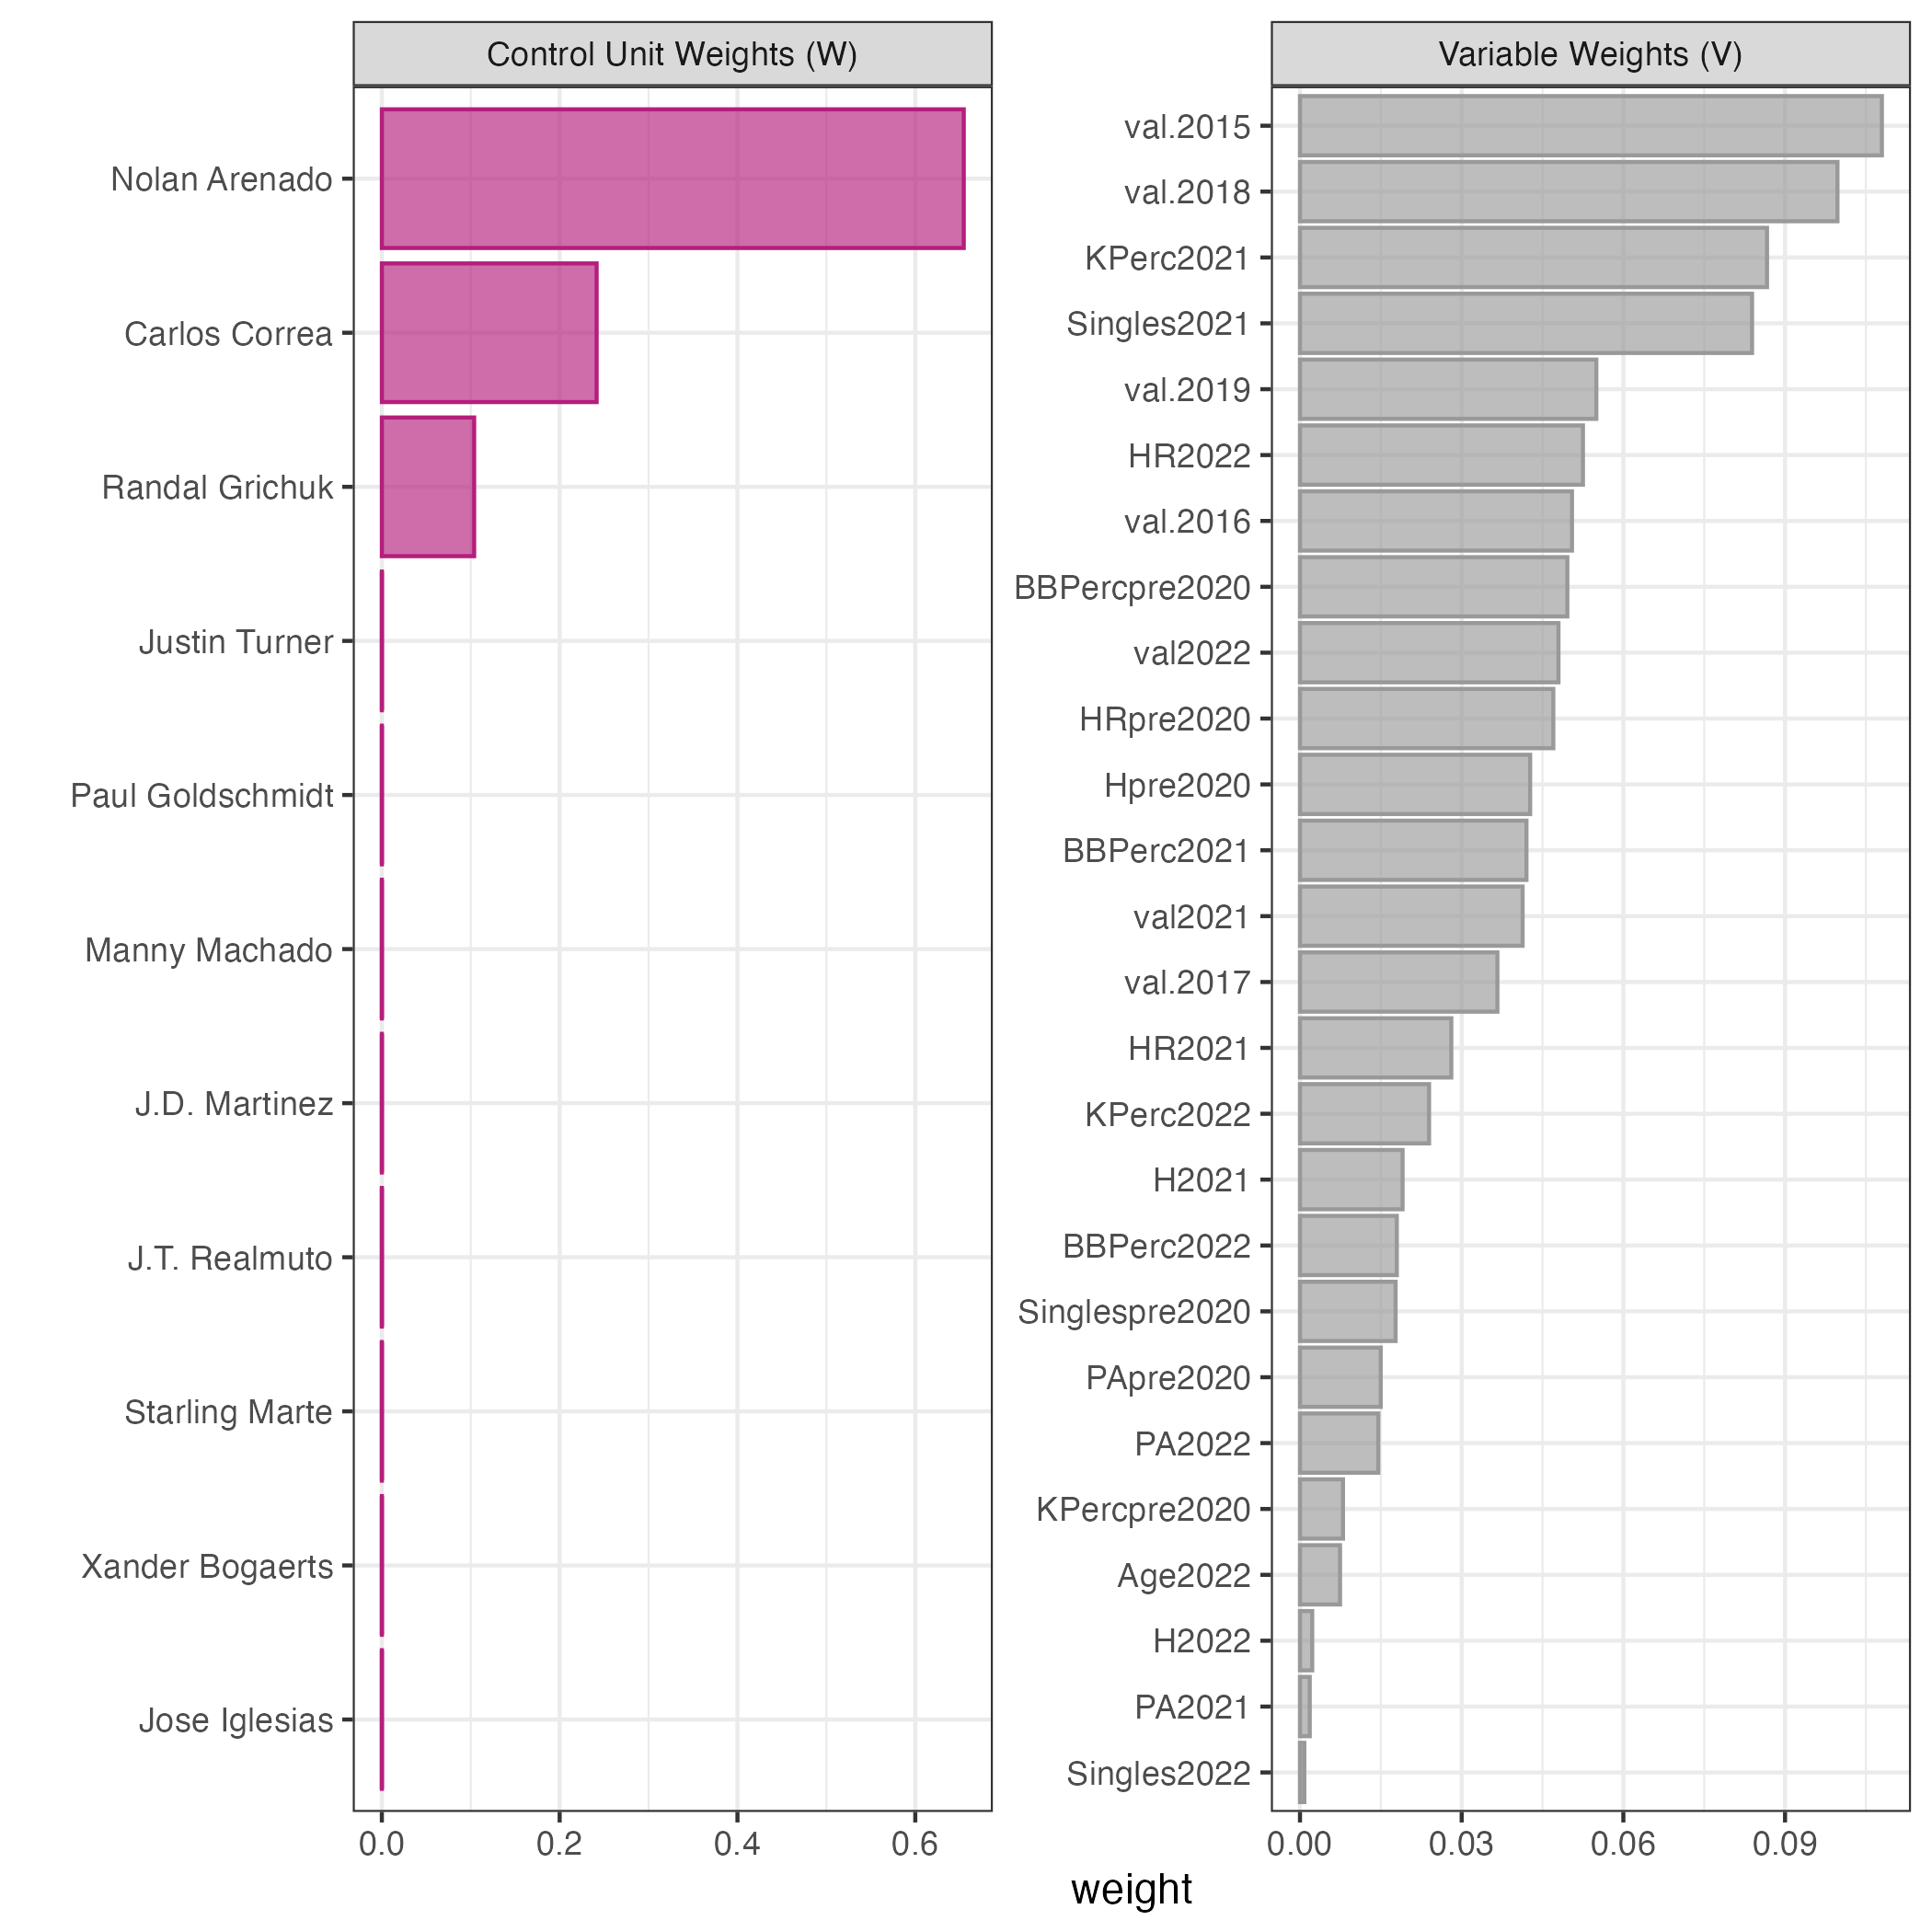 Control Unit Weights (W)
Nolan Arenado
Carlos Correa
Randal Grichuk
Justin Turner
Paul Goldschmidt
Manny Machado
J.D. Martinez
J.T. Realmuto
Starling Marte
Xander Bogaerts
Jose Iglesias
0.0 0.2 0.4 0.6
Variable Weights (V)
val.2015
val.2018
KPerc2021
Singles2021
val.2019
HR2022
val.2016
BBPercpre2020
val2022
HRpre2020
Hpre2020
BBPerc2021
val2021
val.2017
HR2021
KPerc2022
H2021
BBPerc2022
Singlespre2020
PApre2020
PA2022
KPercpre2020
Age2022
H2022
PA2021
Singles2022
0.00 0.03 0.06 0.09
weight